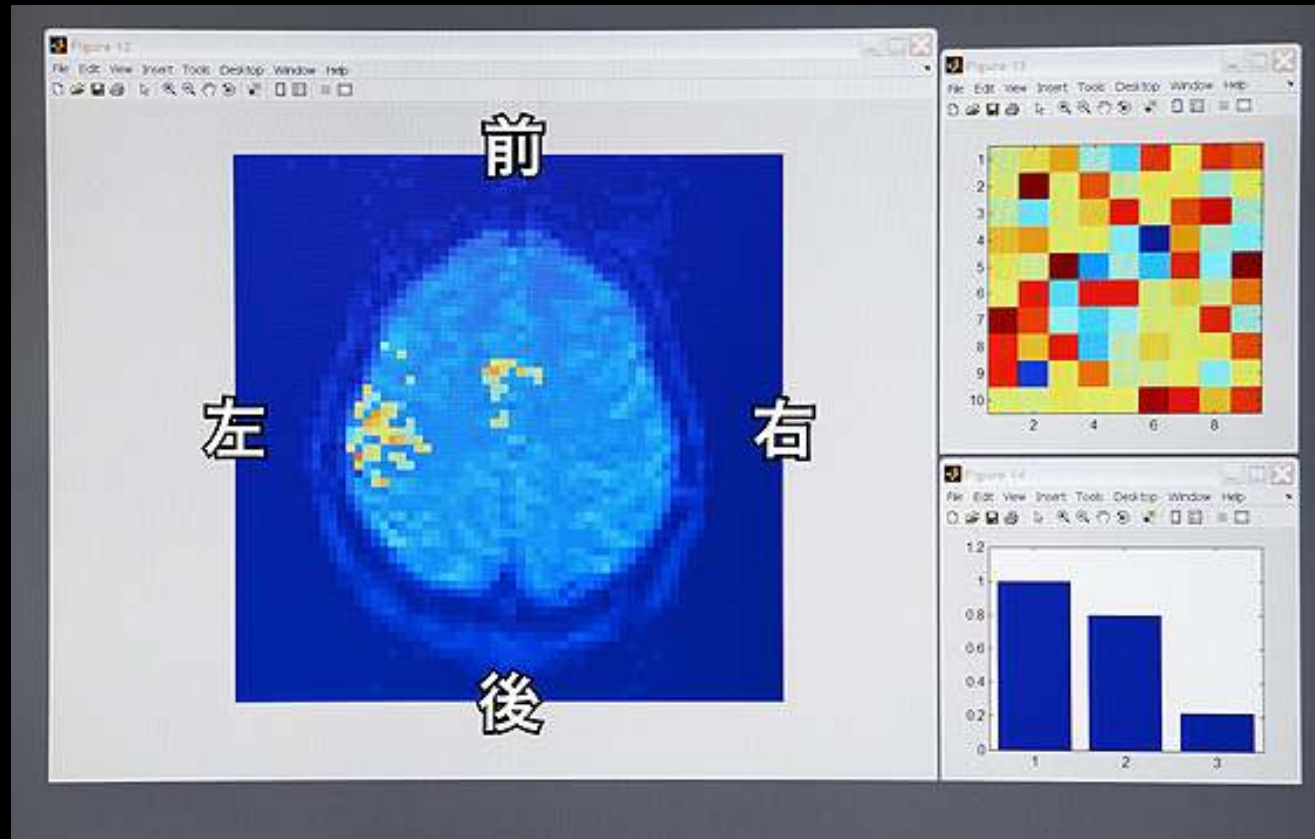 Figure 12
File Edit View Insert Tools Desktop Window Help
前
左
右
後
Figure 13
File Edit View Insert Tools Desktop Window Help
1
2
3
4
5
6
7
8
9
10
2 4 6 8
Figure 14
File Edit View Insert Tools Desktop Window Help
1.2
1
0.8
0.6
0.4
0.2
0
1 2 3